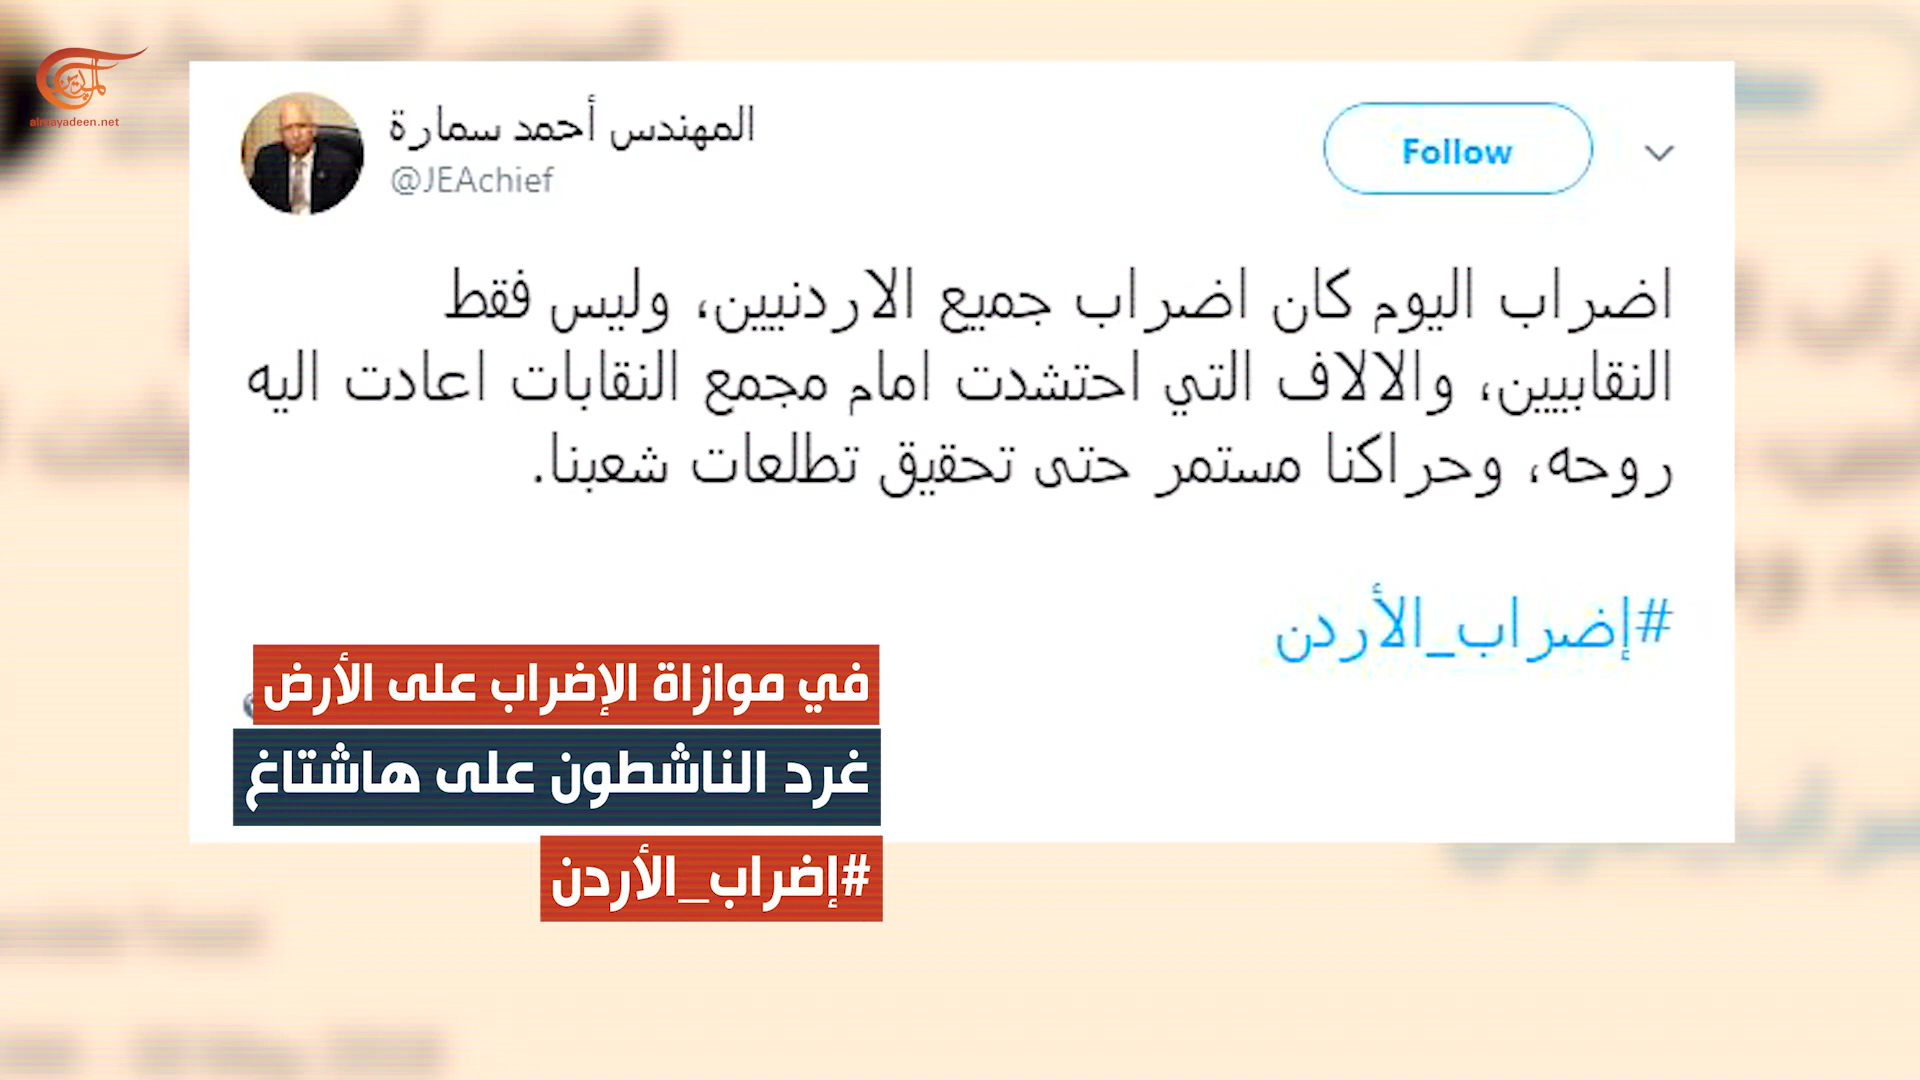 الميادين
almayadeen.net
المهندس أحمد سمارة
@JEAchief
Follow
اضراب اليوم كان اضراب جميع الاردنيين، وليس فقط
النقابيين، والالاف التي احتشدت امام مجمع النقابات اعادت اليه
روحه، وحراكنا مستمر حتى تحقيق تطلعات شعبنا.
#إضراب_الأردن
في موازاة الإضراب على الأرض
غرد الناشطون على هاشتاغ
#إضراب_الأردن